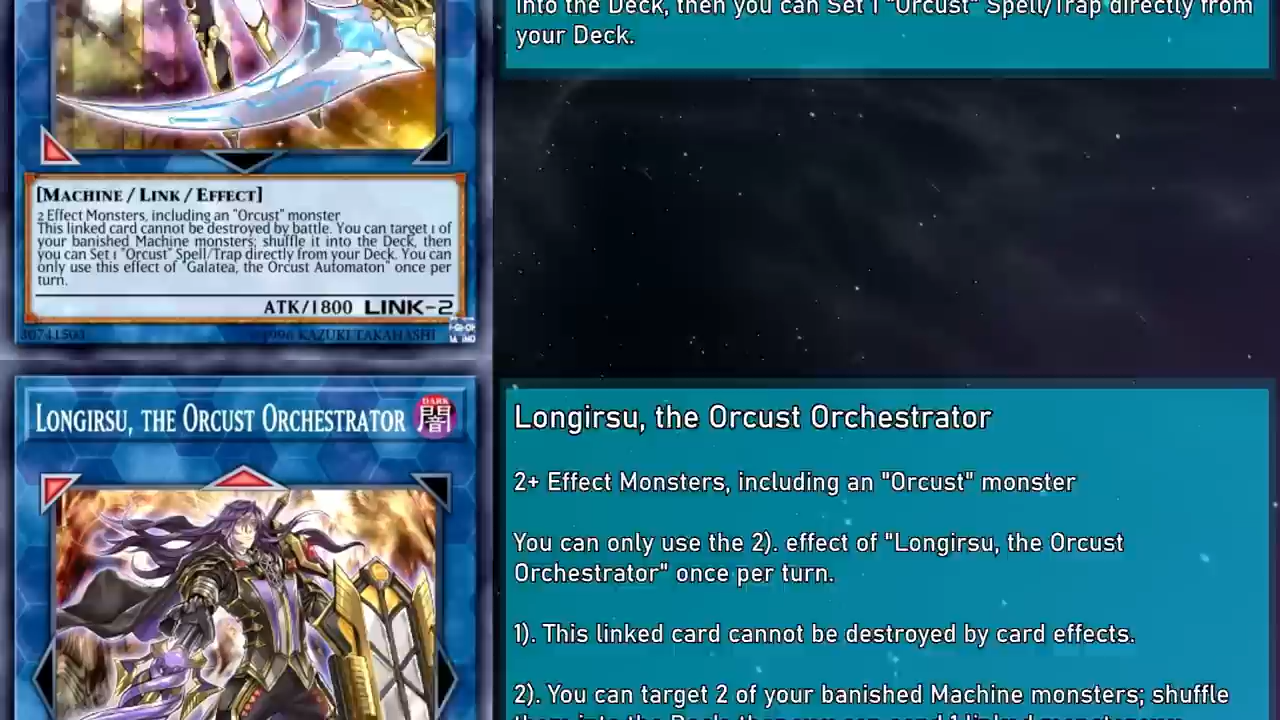 into the Deck, then you can Set 1 "Orcust" Spell/Trap directly from
your Deck.
[MACHINE / LINK / EFFECT]
2 Effect Monsters, including an "Orcust" monster
This linked card cannot be destroyed by battle. You can target 1 of
your banished Machine monsters; shuffle it into the Deck, then
you can Set 1 "Orcust" Spell/Trap directly from your Deck. You can
only use this effect of "Galatea, the Orcust Automaton" once per
turn.
ATK/1800 LINK-2
30741500 1996 KAZUKI TAKAHASHI
LONGIRSU, THE ORCUST ORCHESTRATOR
DARK
闇
Longirsu, the Orcust Orchestrator
2+ Effect Monsters, including an "Orcust" monster
You can only use the 2). effect of "Longirsu, the Orcust
Orchestrator" once per turn.
1). This linked card cannot be destroyed by card effects.
2). You can target 2 of your banished Machine monsters; shuffle